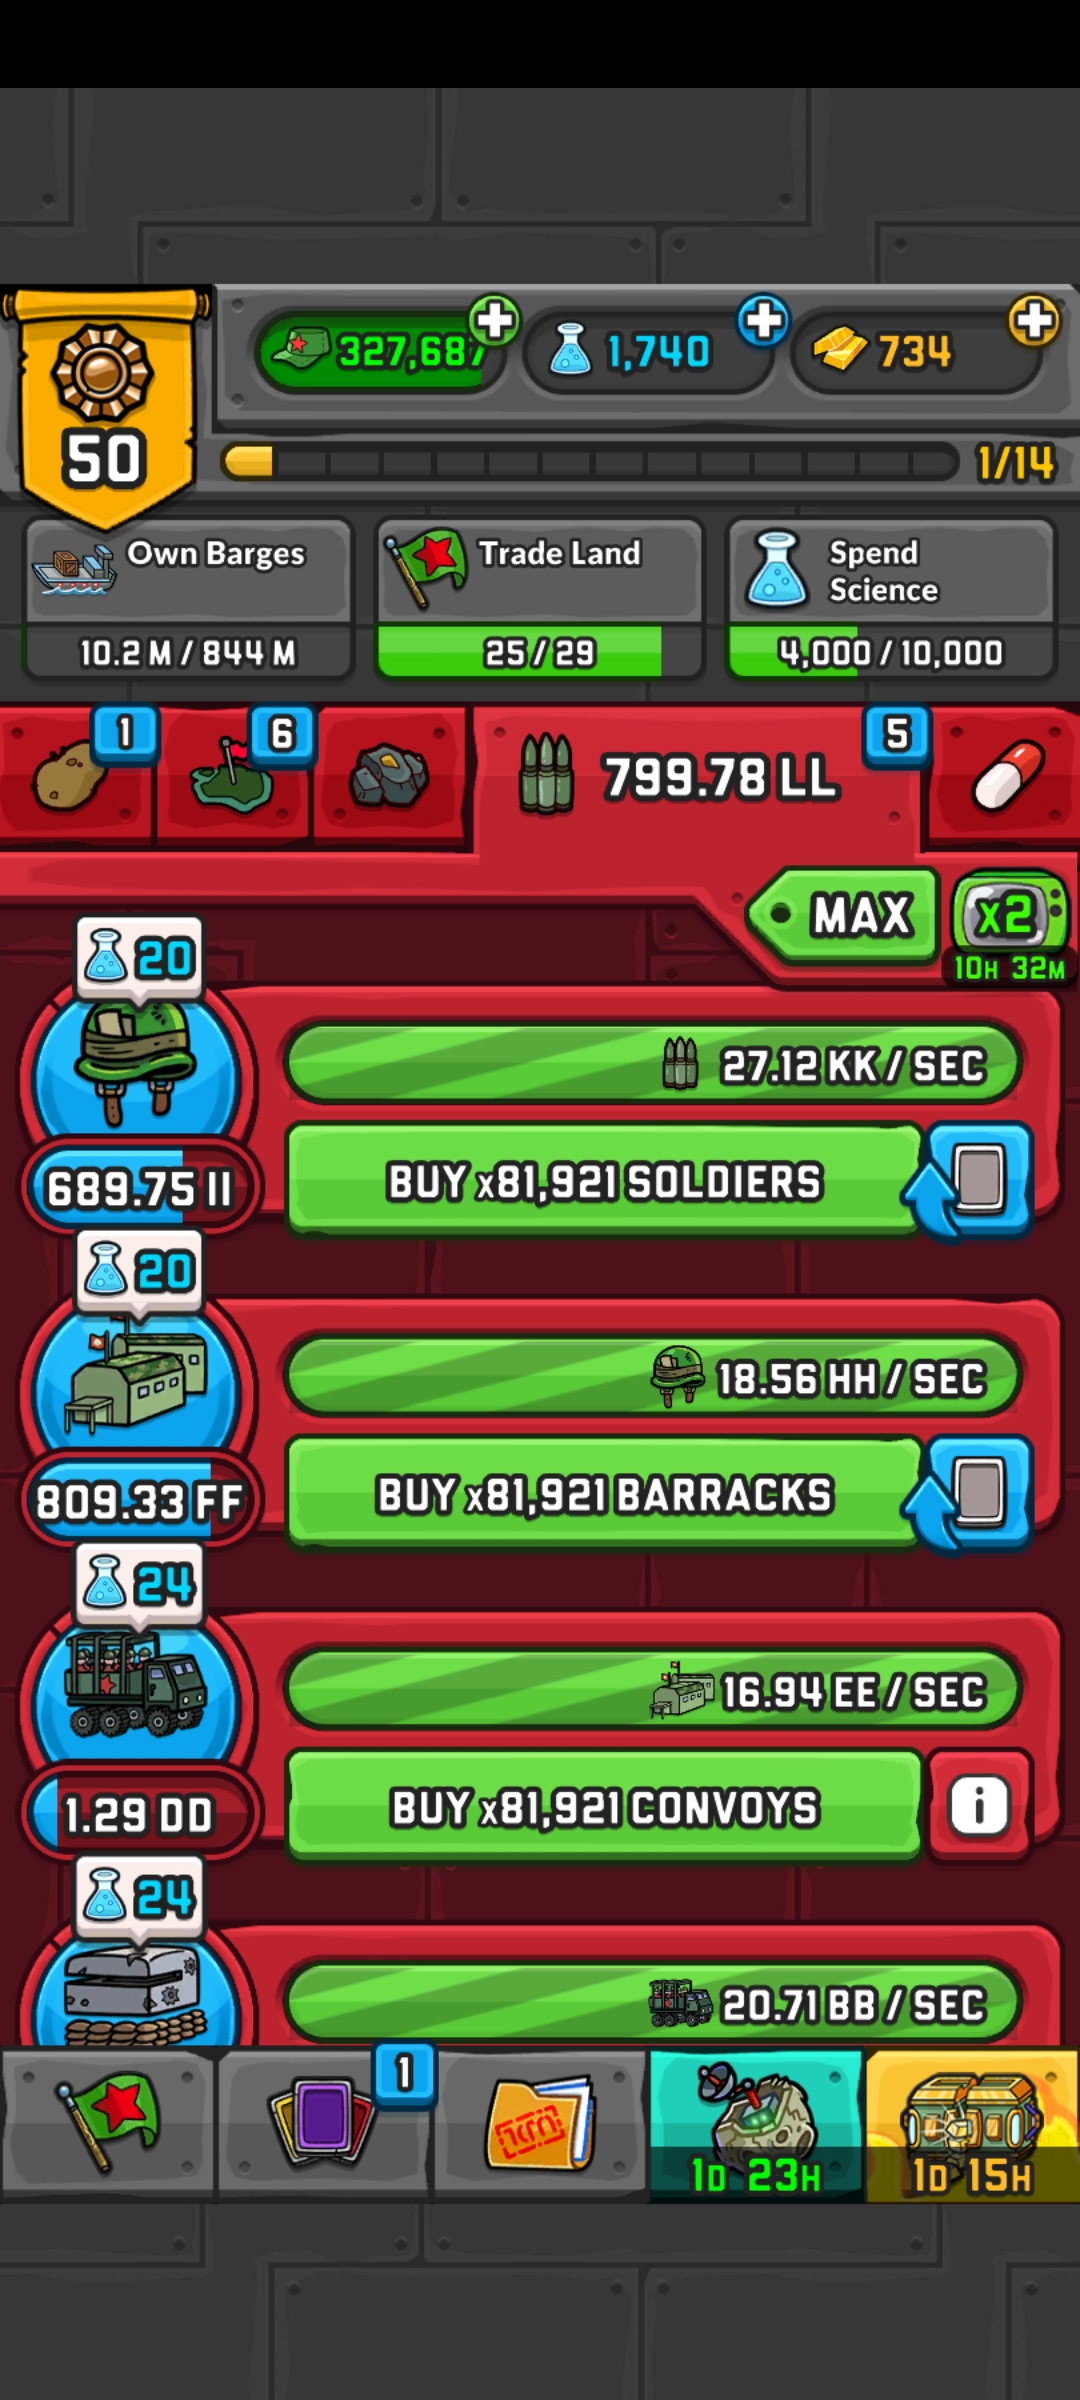 50
327,687
1,740
734
1/14
Own Barges
10.2 M / 844 M
Trade Land
25 / 29
Spend
Science
4,000 / 10,000
1
6
799.78 LL
5
MAX
x2
10H 32M
20
27.12 KK / SEC
689.75 II
BUY x81,921 SOLDIERS
20
18.56 HH / SEC
809.33 FF
BUY x81,921 BARRACKS
24
16.94 EE / SEC
1.29 DD
BUY x81,921 CONVOYS
i
24
20.71 BB / SEC
1
1D 23H
1D 15H